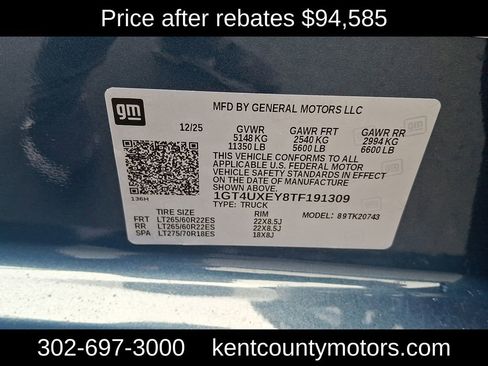 Price after rebates $94,585
gm
MFD BY GENERAL MOTORS LLC
12/25 GVWR GAWR FRT GAWR RR
5148 KG 2540 KG 2994 KG
11350 LB 5600 LB 6600 LB
THIS VEHICLE CONFORMS TO ALL
APPLICABLE U.S. FEDERAL MOTOR
VEHICLE SAFETY STANDARDS IN EFFECT
ON THE DATE OF MANUFACTURE
SHOWN ABOVE.
1GT4UXEY8TF191309
136H
TYPE: TRUCK
TIRE SIZE RIM MODEL: 89TK20743
FRT LT265/60R22ES 22X8.5J
RR LT265/60R22ES 22X8.5J
SPA LT275/70R18ES 18X8J
302-697-3000 kentcountymotors.com